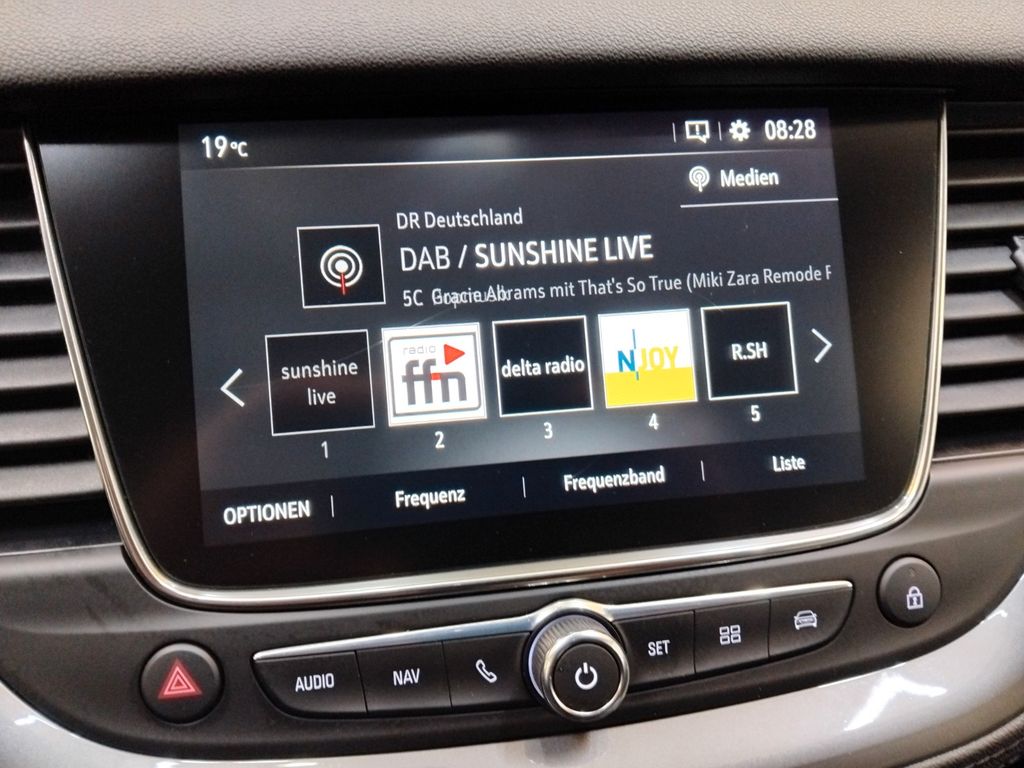 19°C
08:28
Medien
DR Deutschland
DAB / SUNSHINE LIVE
5C Gracie Abrams mit That's So True (Miki Zara Remode
sunshine
live
radio
ffn
delta radio
N JOY
R.SH
1
2
3
4
5
OPTIONEN
Frequenz
Frequenzband
Liste
AUDIO
NAV
SET